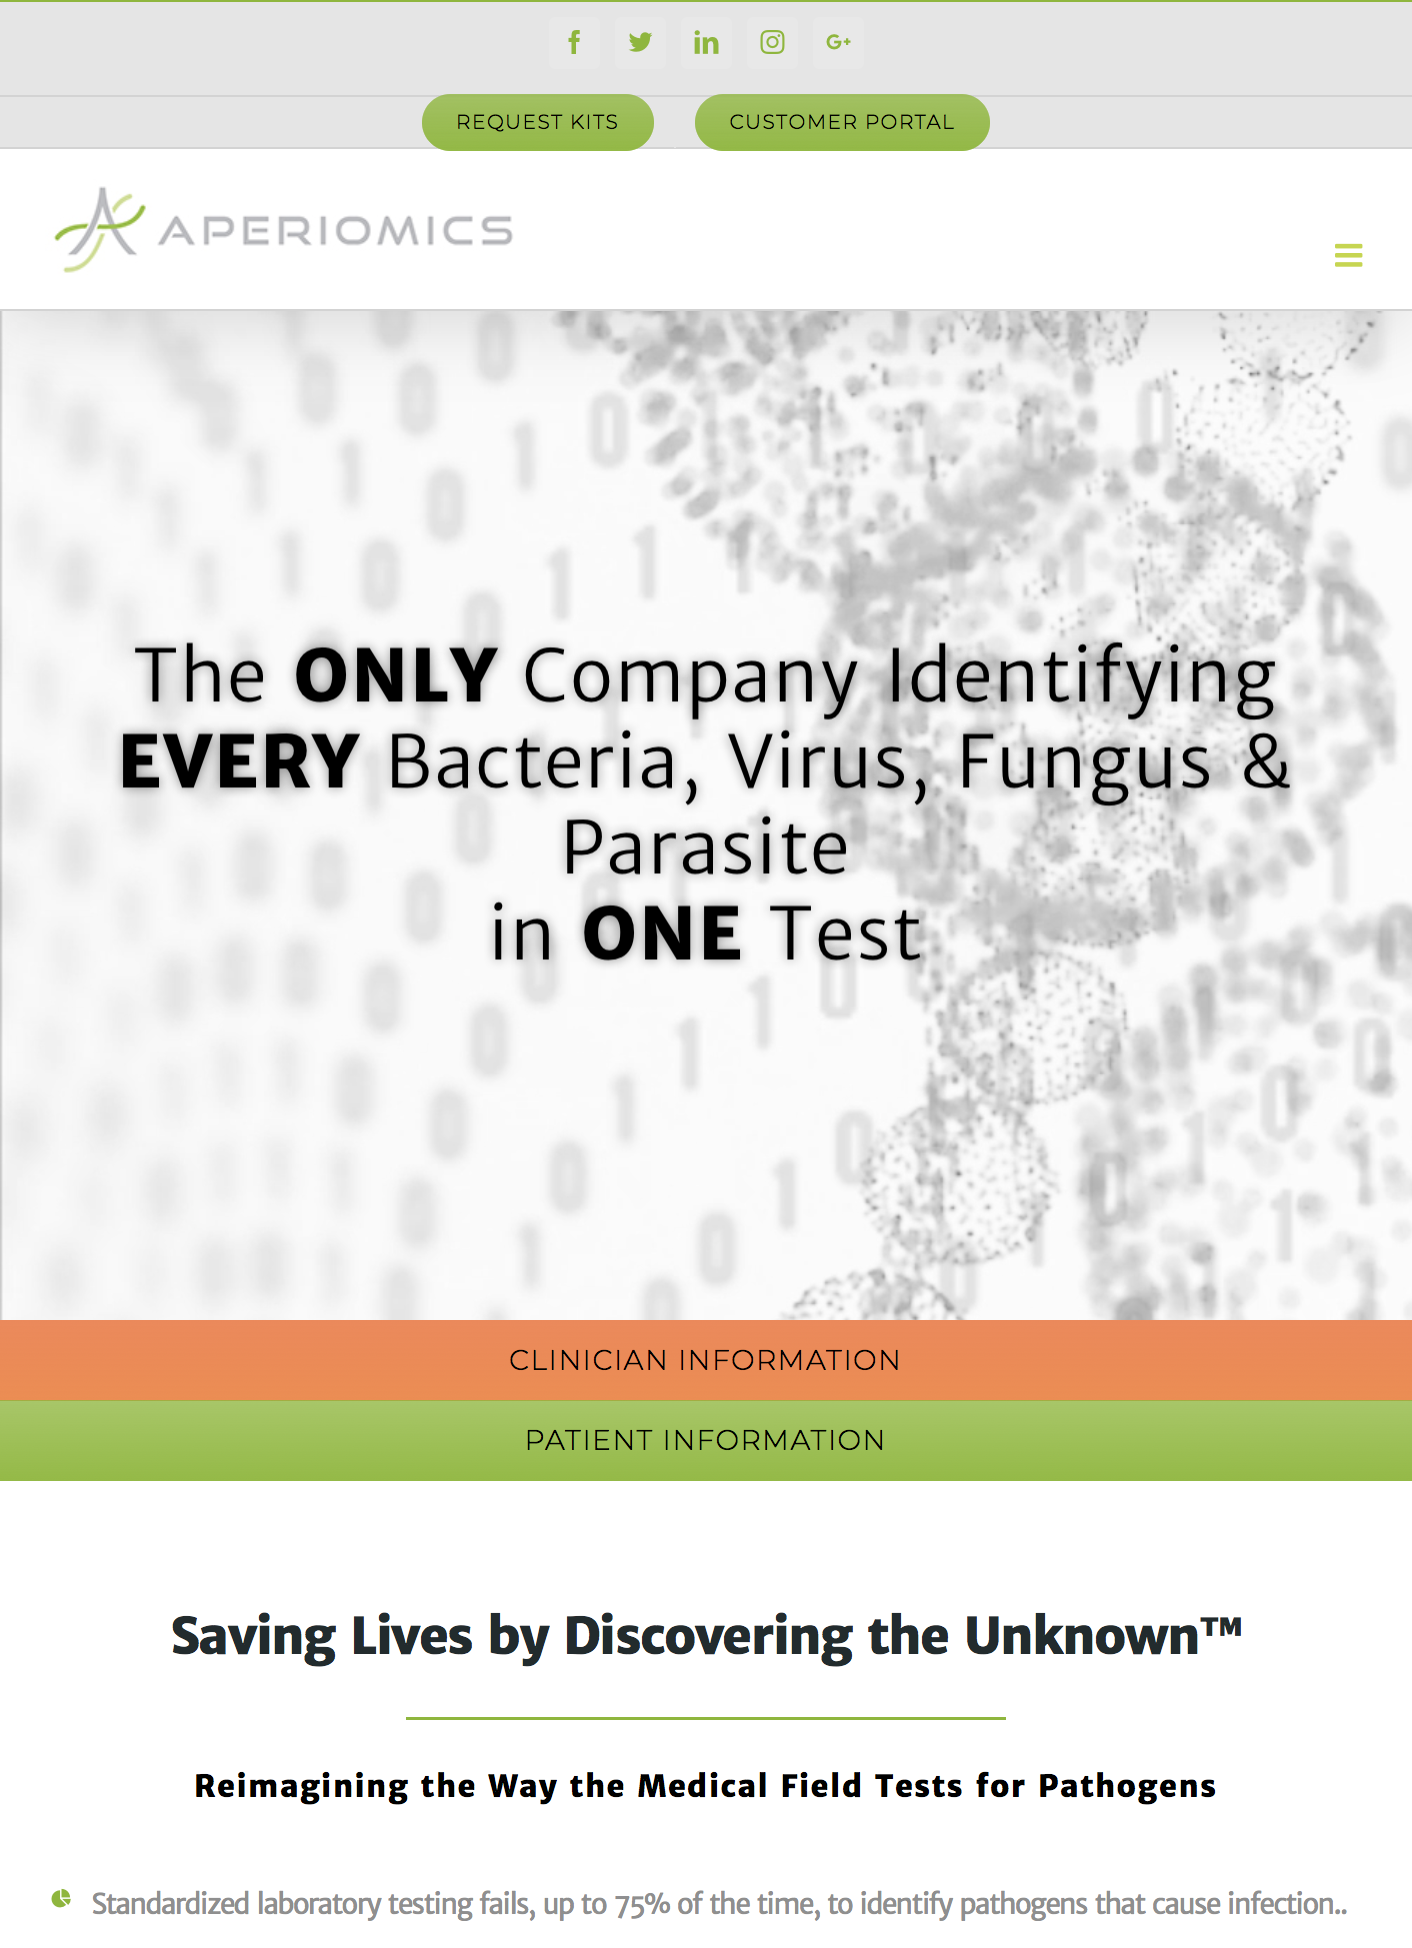 REQUEST KITS
CUSTOMER PORTAL
APERIOMICS
The ONLY Company Identifying
EVERY Bacteria, Virus, Fungus &
Parasite
in ONE Test
CLINICIAN INFORMATION
PATIENT INFORMATION
Saving Lives by Discovering the Unknown™
Reimagining the Way the Medical Field Tests for Pathogens
Standardized laboratory testing fails, up to 75% of the time, to identify pathogens that cause infection..